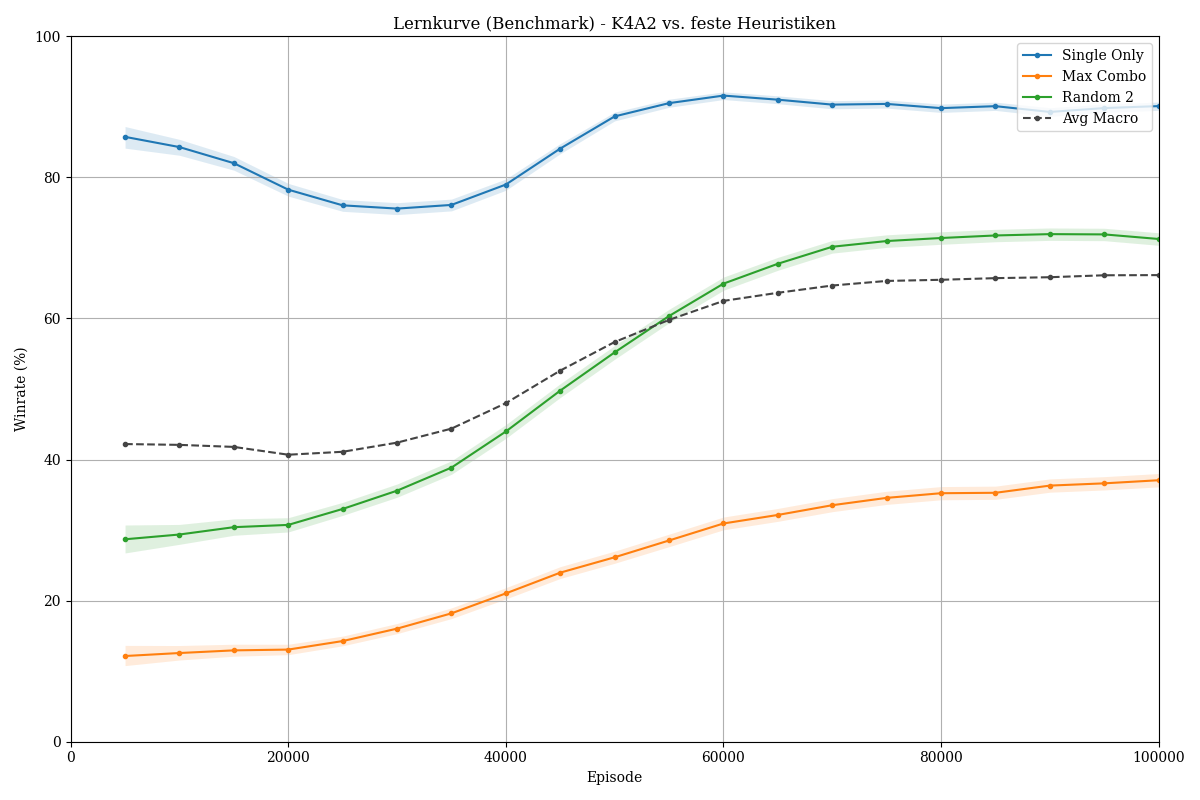 Lernkurve (Benchmark) - K4A2 vs. feste Heuristiken
100
80
60
40
20
0
Winrate (%)
Single Only
Max Combo
Random 2
Avg Macro
0 20000 40000 60000 80000 100000
Episode